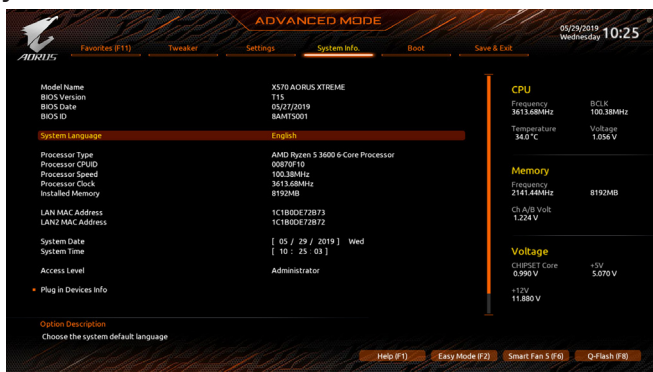 ADVANCED MODE
05/29/2019 Wednesday 10:25
AORUS
Favorites (F11) Tweaker Settings System Info. Boot Save & Exit
Model Name X570 AORUS XTREME
BIOS Version T15
BIOS Date 05/27/2019
BIOS ID 8AMTS001
System Language English
Processor Type AMD Ryzen 5 3600 6-Core Processor
Processor CPUID 00870F10
Processor Speed 100.38MHz
Processor Clock 3613.68MHz
Installed Memory 8192MB
LAN MAC Address 1C1B0DE72B73
LAN2 MAC Address 1C1B0DE72B72
System Date [ 05 / 29 / 2019 ] Wed
System Time [ 10 : 25 : 03 ]
Access Level Administrator
Plug in Devices Info
Option Description
Choose the system default language
CPU
Frequency BCLK
3613.68MHz 100.38MHz
Temperature Voltage
34.0 °C 1.056 V
Memory
Frequency
2141.44MHz 8192MB
Ch A/B Volt
1.224 V
Voltage
CHIPSET Core +5V
0.990 V 5.070 V
+12V
11.880 V
Help (F1) Easy Mode (F2) Smart Fan 5 (F6) Q-Flash (F8)